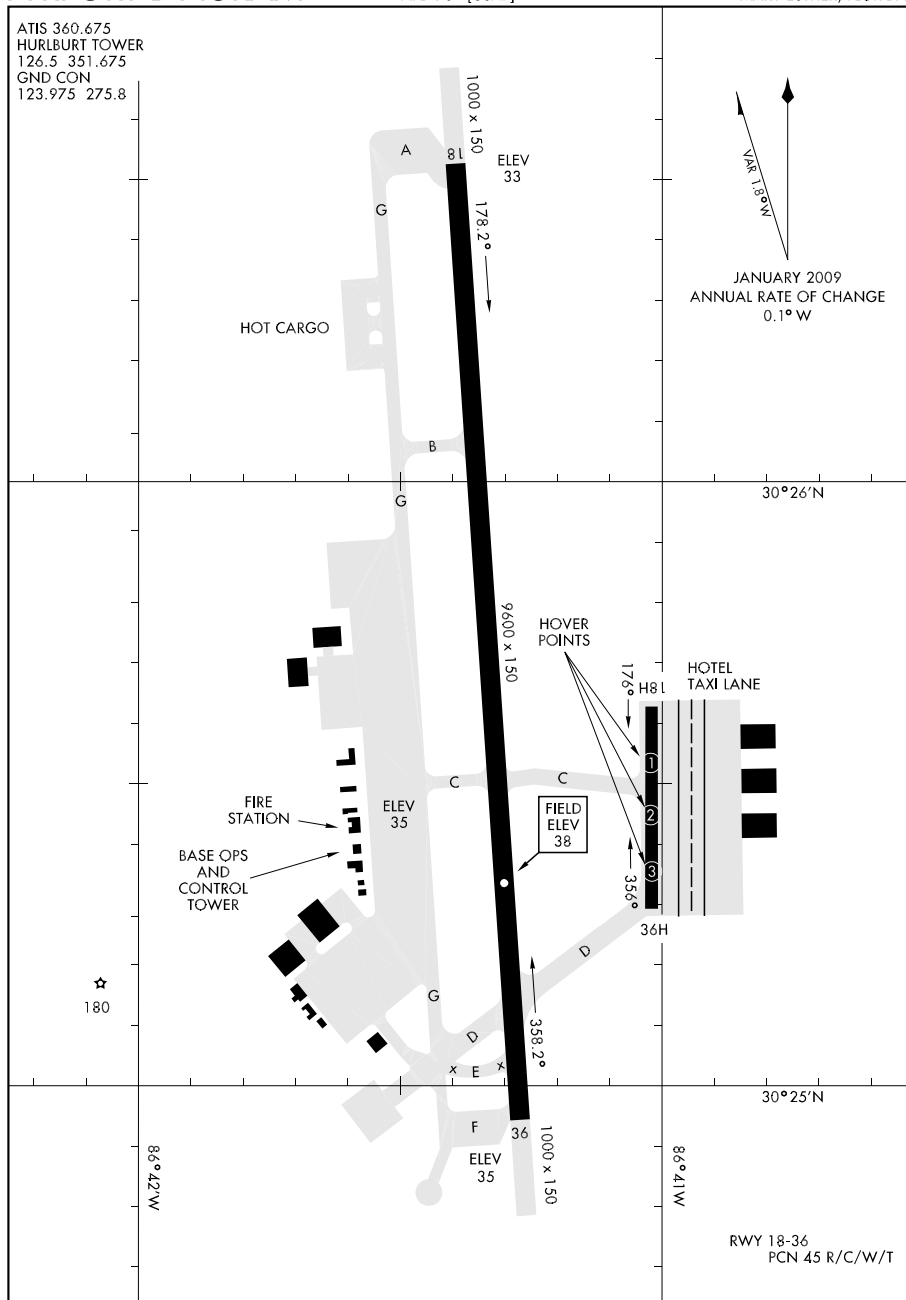 ATIS 360.675
HURLBURT TOWER
126.5 351.675
GND CON
123.975 275.8
1000 x 150
A
18
ELEV
33
G
178.2°
VAR 1.8° W
JANUARY 2009
ANNUAL RATE OF CHANGE
0.1° W
HOT CARGO
B
G
30°26'N
9600 x 150
HOVER
POINTS
176°
18H
HOTEL
TAXI LANE
1
C
C
2
FIRE
STATION
ELEV
35
FIELD
ELEV
38
BASE OPS
AND
CONTROL
TOWER
3
356°
36H
D
180
G
D
358.2°
x E x
30°25'N
F
36
ELEV
35
1000 x 150
86°42'W
86°41'W
RWY 18-36
PCN 45 R/C/W/T